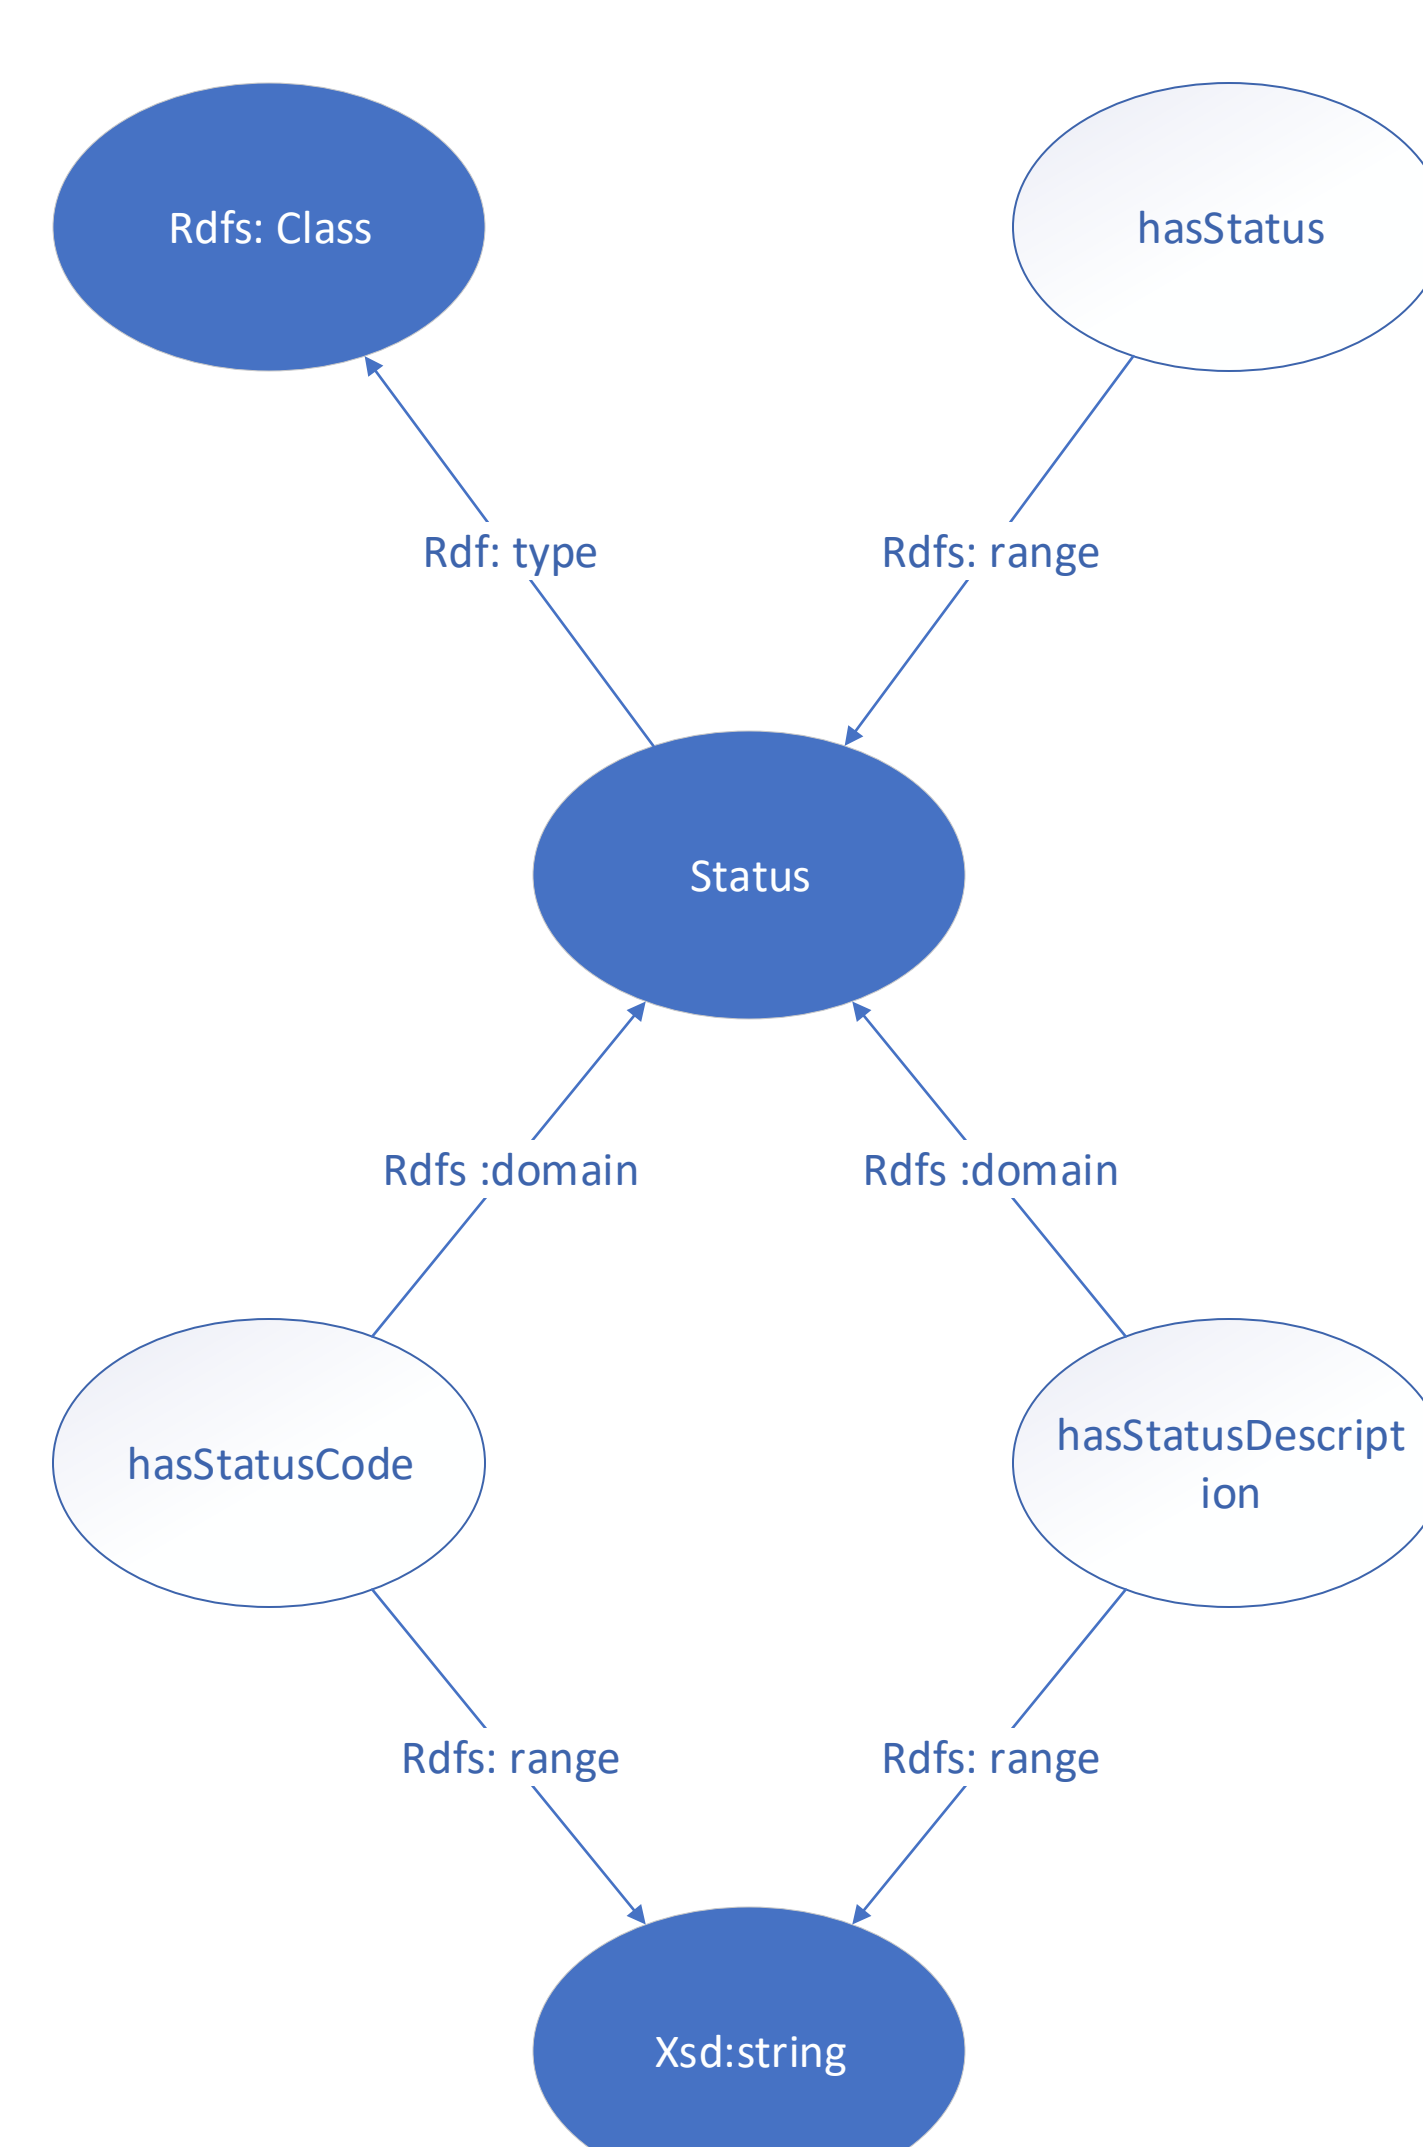 Rdfs: Class
hasStatus
Rdf: type
Rdfs: range
Status
Rdfs :domain
Rdfs :domain
hasStatusCode
hasStatusDescript
ion
Rdfs: range
Rdfs: range
Xsd:string